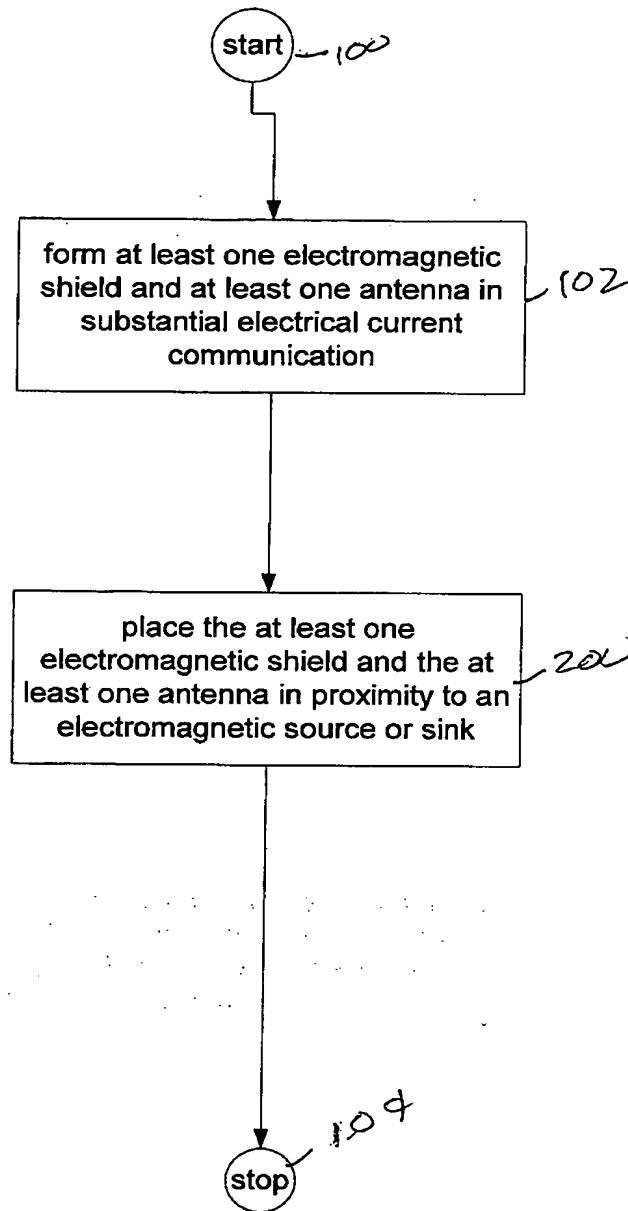 start
100
form at least one electromagnetic
shield and at least one antenna in
substantial electrical current
communication
102
place the at least one
electromagnetic shield and the at
least one antenna in proximity to an
electromagnetic source or sink
200
stop
104